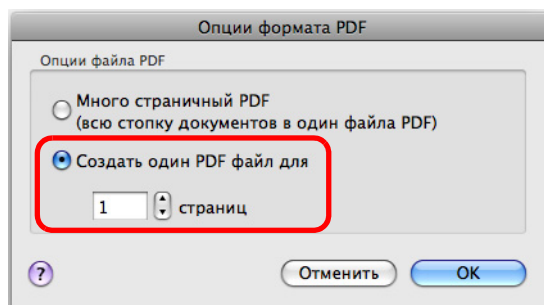 Опции формата PDF
Опции файла PDF
Много страничный PDF
(всю стопку документов в один файла PDF)
Создать один PDF файл для
1 страниц
? Отменить OK